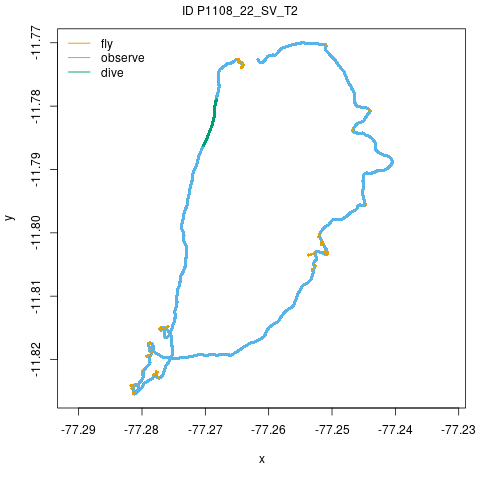 ID P1108_22_SV_T2
fly
observe
dive
-11.77
-11.78
-11.79
-11.80
-11.81
-11.82
y
-77.29
-77.28
-77.27
-77.26
-77.25
-77.24
-77.23
x